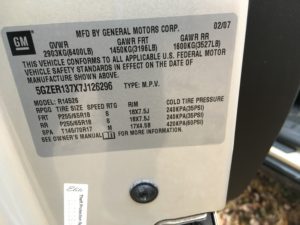 GM
MFD BY GENERAL MOTORS CORP. 02/07
GVWR GAWR FRT GAWR RR
2903KG(6400LB) 1450KG(3196LB) 1600KG(3527LB)
THIS VEHICLE CONFORMS TO ALL APPLICABLE U.S. FEDERAL MOTOR
VEHICLE SAFETY STANDARDS IN EFFECT ON THE DATE OF
MANUFACTURE SHOWN ABOVE.
5GZER137X7J126296 TYPE: M.P.V.
MODEL: R14526
TIRE SIZE SPEED RTG RIM COLD TIRE PRESSURE
FRT P255/65R18 S 18X7.5J 240KPA(35PSI)
RR P255/65R18 S 18X7.5J 240KPA(35PSI)
SPA T145/70R17 M 17X4.5B 420KPA(60PSI)
SEE OWNER'S MANUAL FOR MORE INFORMATION